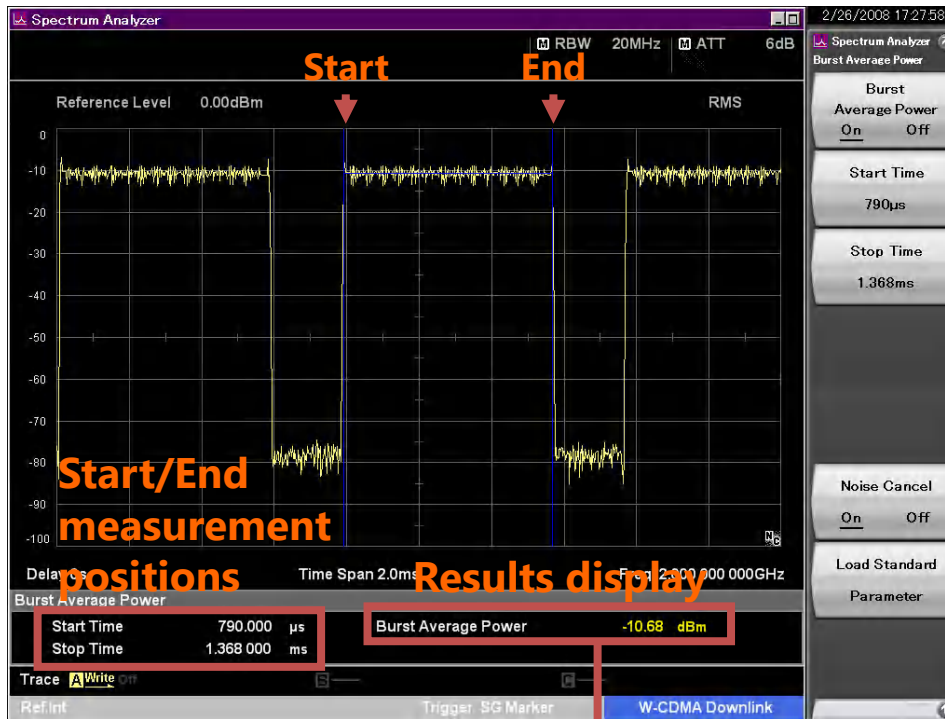 Spectrum Analyzer
2/26/2008 17:27:58
M RBW 20MHz M ATT 6dB
Start
End
Reference Level 0.00dBm
RMS
0
-10
-20
-30
-40
-50
-60
-70
-80
-90
-100
Start/End
measurement
positions
Time Span 2.0ms
Results display
Burst Average Power
Start Time 790.000 µs
Stop Time 1.368 000 ms
Burst Average Power -10.68 dBm
Trace A Write Off
B
C
Ref.Int
Trigger SG Marker
W-CDMA Downlink
Spectrum Analyzer
Burst Average Power
Burst
Average Power
On Off
Start Time
790µs
Stop Time
1.368ms
Noise Cancel
On Off
Load Standard
Parameter